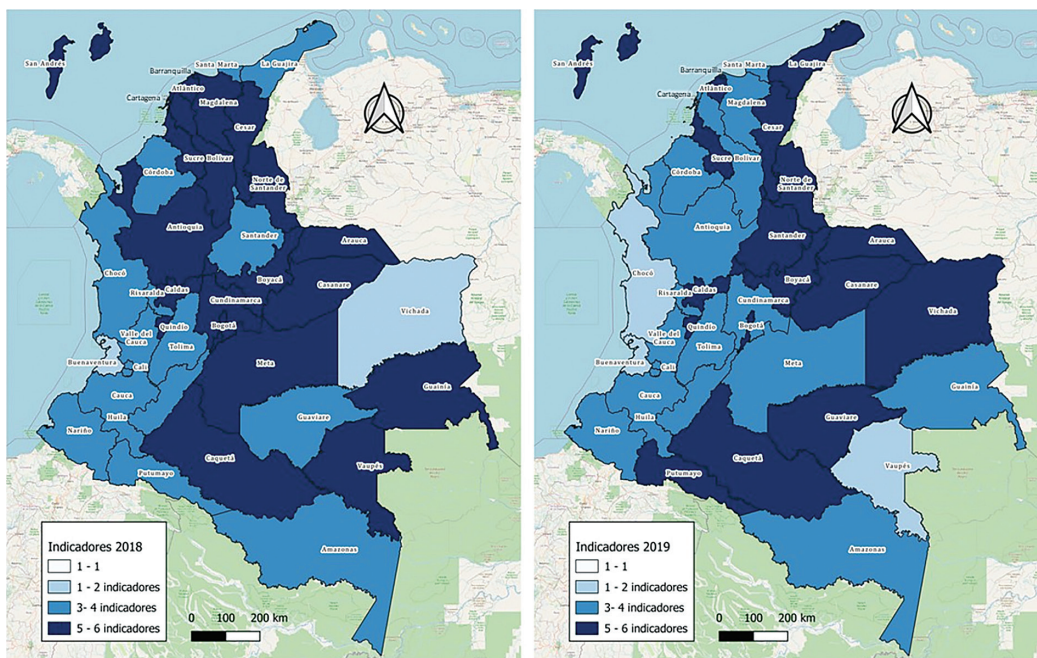 San Andrés
Santa Marta
La Guajira
Barranquilla
Atlántico
Cartagena
Magdalena
Cesar
Sucre Bolívar
Córdoba
Norte de
Santander
Antioquia
Santander
Arauca
Chocó
Boyacá
Casanare
Risaralda
Caldas
Cundinamarca
Quindío
Bogotá
Valle del
Cauca
Tolima
Buenaventura
Cali
Meta
Cauca
Huila
Guainía
Guaviare
Nariño
Caquetá
Vaupés
Putumayo
Amazonas
Indicadores 2018
1 - 1
1 - 2 indicadores
3- 4 indicadores
5 - 6 indicadores
0 100 200 km
San Andrés
Santa Marta
La Guajira
Barranquilla
Atlántico
Cartagena
Magdalena
Cesar
Sucre Bolívar
Córdoba
Norte de
Santander
Antioquia
Santander
Arauca
Chocó
Boyacá
Casanare
Risaralda
Caldas
Cundinamarca
Vichada
Quindío
Bogotá
Valle del
Cauca
Tolima
Buenaventura
Cali
Meta
Cauca
Huila
Guainía
Guaviare
Nariño
Caquetá
Vaupés
Putumayo
Amazonas
Indicadores 2019
1 - 1
1 - 2 indicadores
3- 4 indicadores
5 - 6 indicadores
0 100 200 km